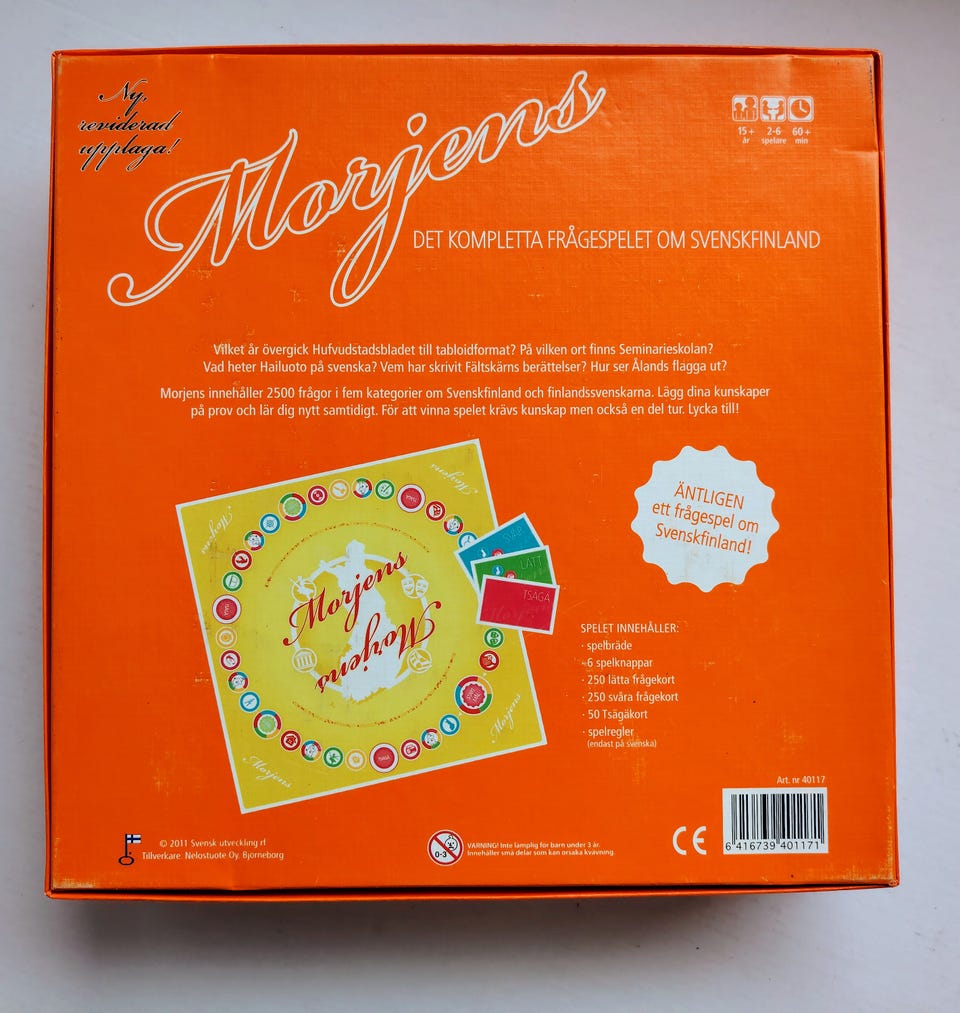 Ny,
reviderad
upplaga!
Morjens
15+
år
2-6
spelare
60+
min
DET KOMPLETTA FRÅGESPELET OM SVENSKFINLAND
Vilket år övergick Hufvudstadsbladet till tabloidformat? På vilken ort finns Seminarieskolan?
Vad heter Hailuoto på svenska? Vem har skrivit Fältskärns berättelser? Hur ser Ålands flagga ut?
Morjens innehåller 2500 frågor i fem kategorier om Svenskfinland och finlandssvenskarna. Lägg dina kunskaper
på prov och lär dig nytt samtidigt. För att vinna spelet krävs kunskap men också en del tur. Lycka till!
Morjens
Morjens
Morjens
Morjens
Morjens
Morjens
TSÄGÄ
TSÄGÄ
TSÄGÄ
SVÅR
LÄTT
TSÄGÄ
ÄNTLIGEN
ett frågespel om
Svenskfinland!
SPELET INNEHÅLLER:
· spelbräde
· 6 spelknappar
· 250 lätta frågekort
· 250 svåra frågekort
· 50 Tsägäkort
· spelregler
(endast på svenska)
Art. nr 40117
6 416739 401171
CE
© 2011 Svensk utveckling rf
Tillverkare: Nelostuote Oy, Björneborg
0-3
VARNING! Inte lämplig för barn under 3 år.
Innehåller små delar som kan orsaka kvävning.